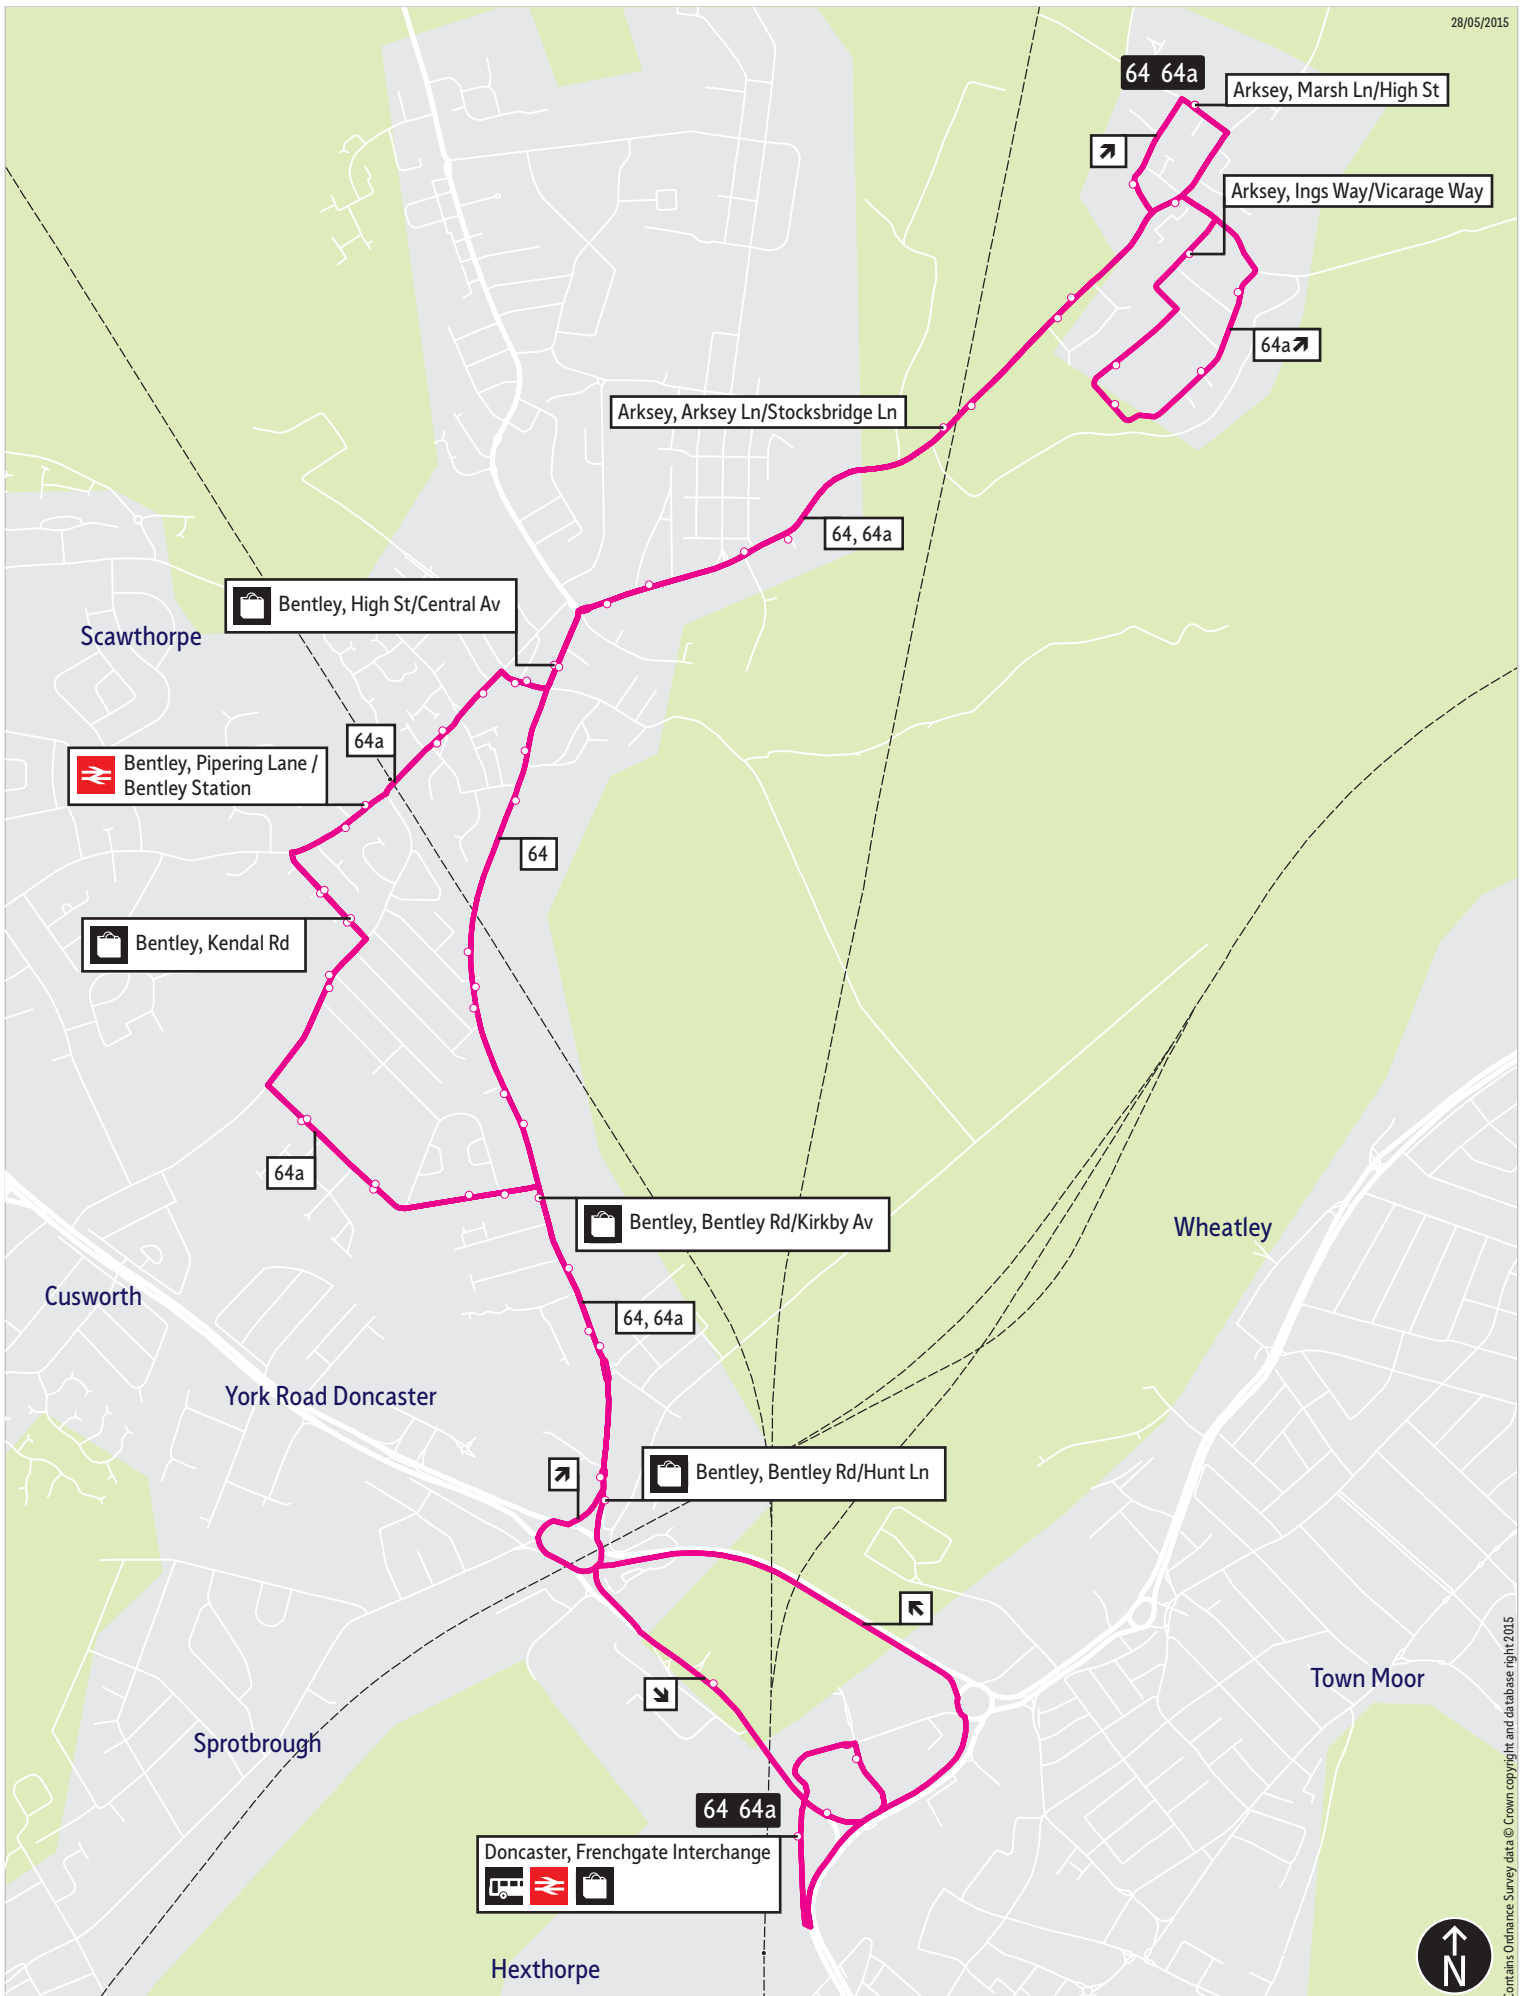 28/05/2015
64 64a
Arksey, Marsh Ln/High St
Arksey, Ings Way/Vicarage Way
64a
Arksey, Arksey Ln/Stocksbridge Ln
64, 64a
Bentley, High St/Central Av
Scawthorpe
64a
Bentley, Pipering Lane /
Bentley Station
64
Bentley, Kendal Rd
64a
Bentley, Bentley Rd/Kirkby Av
Wheatley
Cusworth
64, 64a
York Road Doncaster
Bentley, Bentley Rd/Hunt Ln
Town Moor
Sprotbrough
64 64a
Doncaster, Frenchgate Interchange
Hexthorpe
N
Contains Ordnance Survey data © Crown copyright and database right 2015